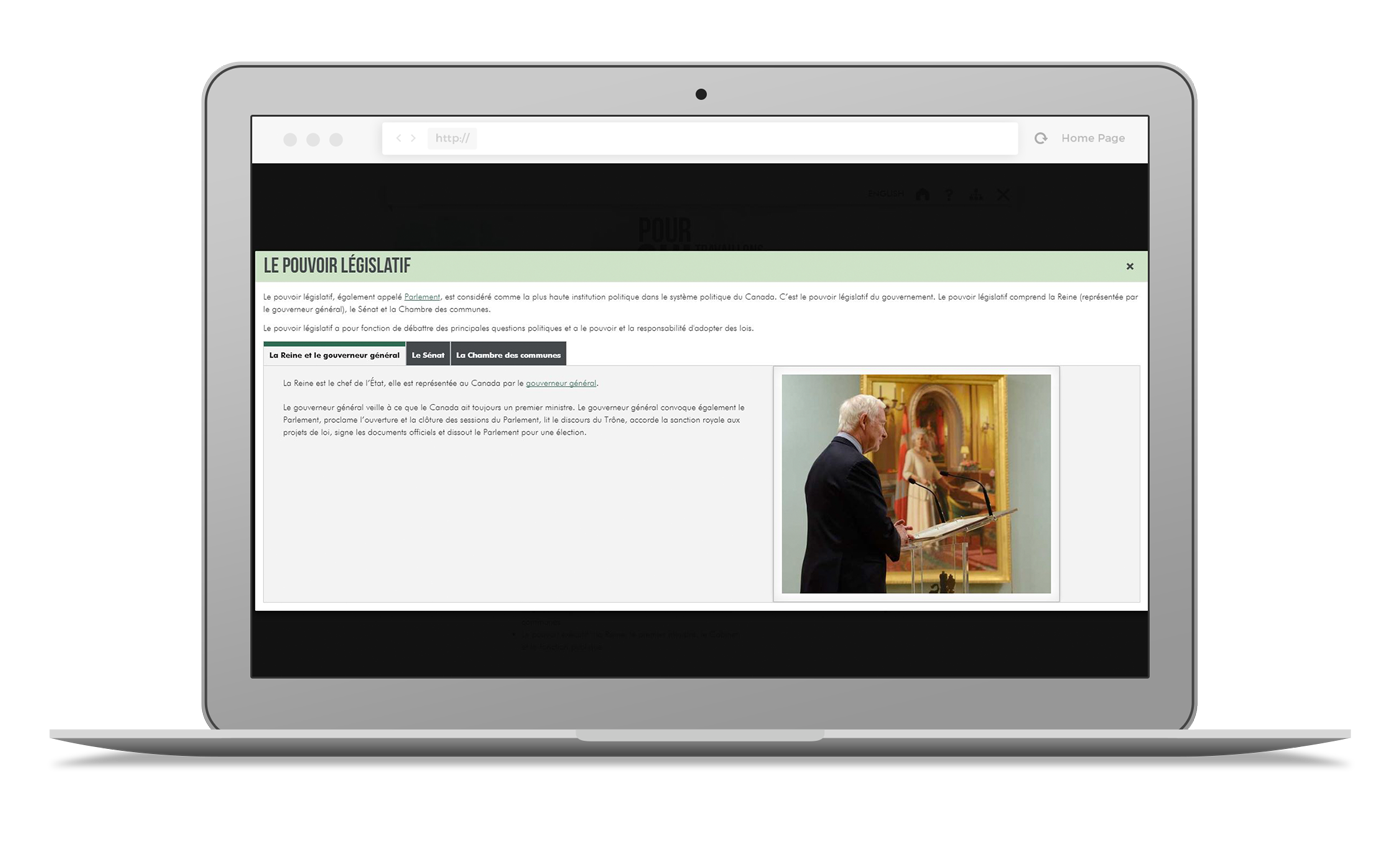 http://
Home Page
POUR
LE POUVOIR LÉGISLATIF
Le pouvoir législatif, également appelé Parlement, est considéré comme la plus haute institution politique dans le système politique du Canada. C'est le pouvoir législatif du gouvernement. Le pouvoir législatif comprend la Reine (représentée par
le gouverneur général), le Sénat et la Chambre des communes.
Le pouvoir législatif a pour fonction de débattre des principales questions politiques et a le pouvoir et la responsabilité d'adopter des lois.
La Reine et le gouverneur général Le Sénat La Chambre des communes
La Reine est le chef de l'État, elle est représentée au Canada par le gouverneur général.
Le gouverneur général veille à ce que le Canada ait toujours un premier ministre. Le gouverneur général convoque également le
Parlement, proclame l'ouverture et la clôture des sessions du Parlement, lit le discours du Trône, accorde la sanction royale aux
projets de loi, signe les documents officiels et dissout le Parlement pour une élection.